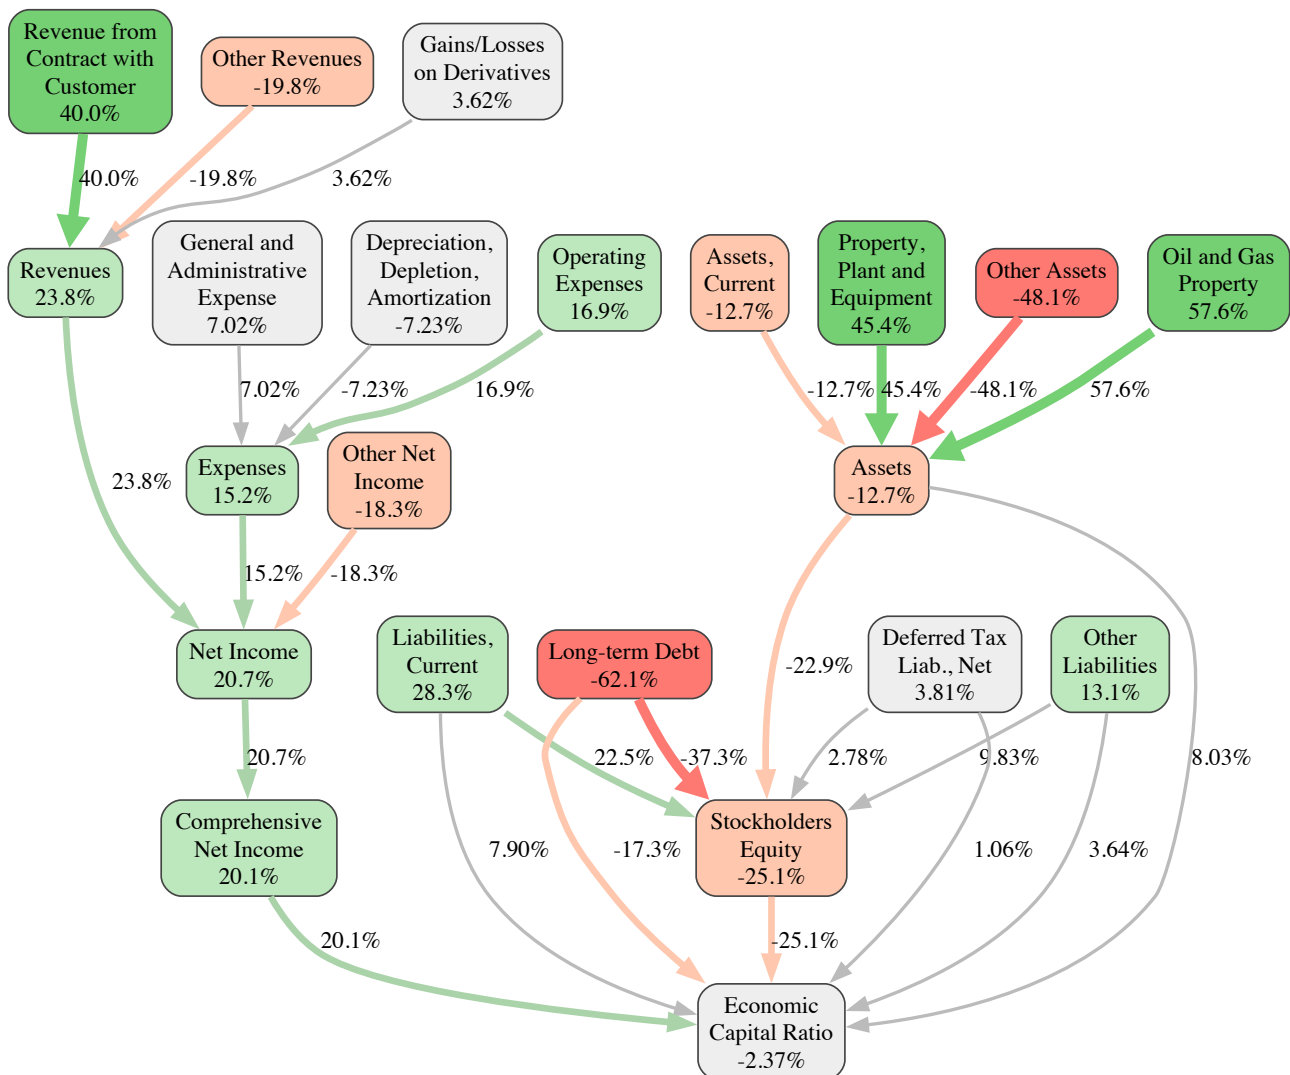 Revenue from
Contract with
Customer
40.0%
Other Revenues
-19.8%
Gains/Losses
on Derivatives
3.62%
40.0%
-19.8%
3.62%
Revenues
23.8%
General and
Administrative
Expense
7.02%
Depreciation,
Depletion,
Amortization
-7.23%
Operating
Expenses
16.9%
Assets,
Current
-12.7%
Property,
Plant and
Equipment
45.4%
Other Assets
-48.1%
Oil and Gas
Property
57.6%
7.02%
-7.23%
16.9%
-12.7%
45.4%
-48.1%
57.6%
23.8%
Expenses
15.2%
Other Net
Income
-18.3%
Assets
-12.7%
15.2%
-18.3%
Net Income
20.7%
Liabilities,
Current
28.3%
Long-term Debt
-62.1%
-22.9%
Deferred Tax
Liab., Net
3.81%
Other
Liabilities
13.1%
20.7%
22.5%
-37.3%
2.78%
9.83%
8.03%
Comprehensive
Net Income
20.1%
7.90%
-17.3%
Stockholders
Equity
-25.1%
1.06%
3.64%
20.1%
-25.1%
Economic
Capital Ratio
-2.37%